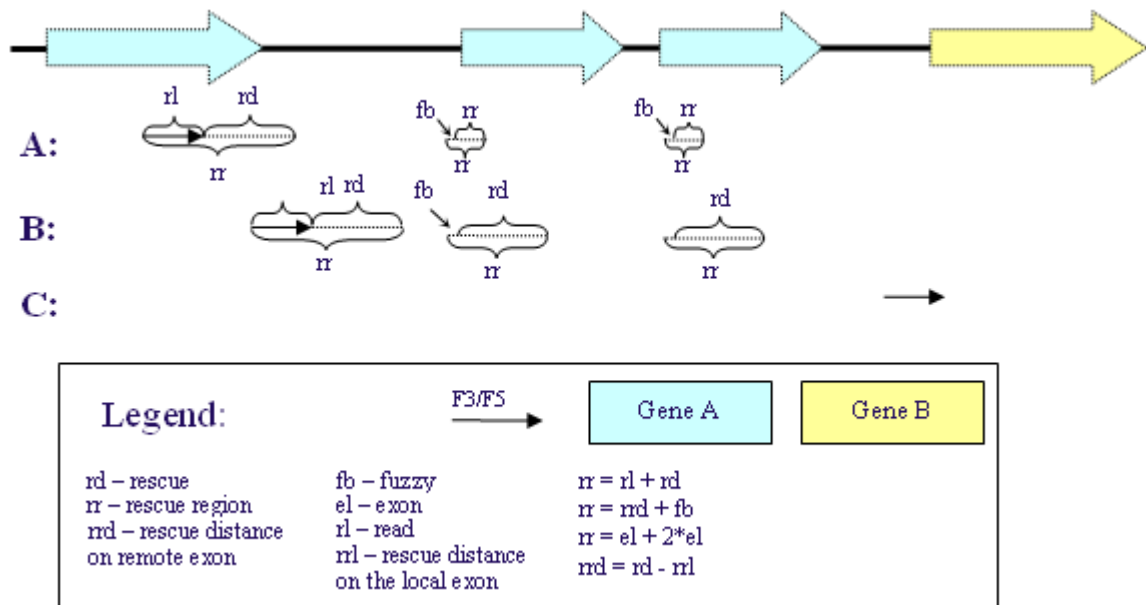 rl rd
fb rr fb rr
A:
rr rr rr
rl rd fb rd rd
B:
rr rr rr
C:
Legend:
F3/F5
Gene A
Gene B
rd – rescue
rr – rescue region
rrd – rescue distance
on remote exon
fb – fuzzy
el – exon
rl – read
rrl – rescue distance
on the local exon
rr = rl + rd
rr = rrd + fb
rr = el + 2*el
rrd = rd - rrl